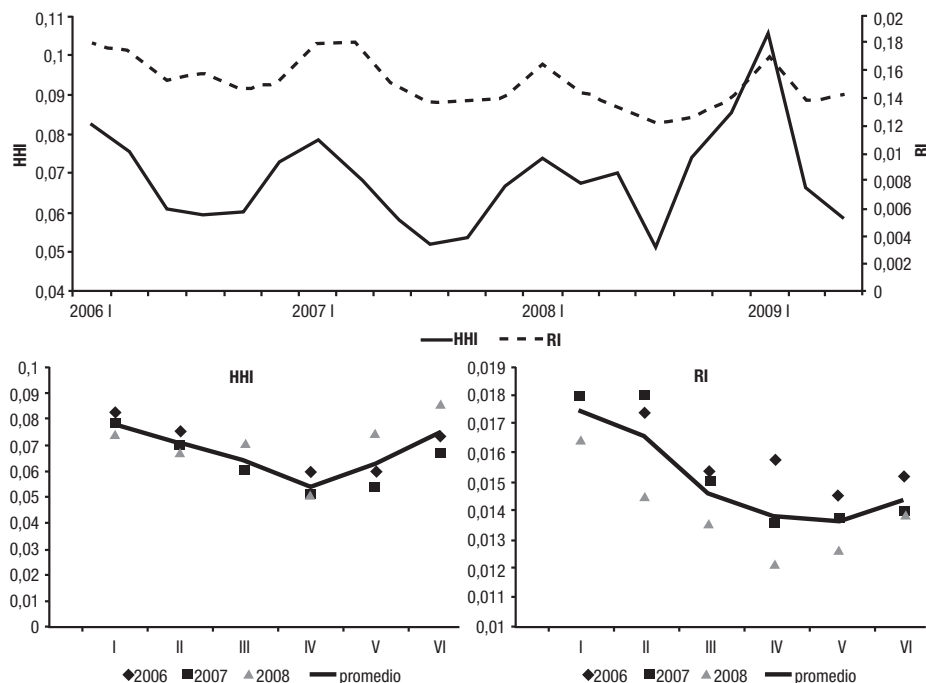 0,11
0,1
0,09
0,08
0,07
0,06
0,05
0,04
HHI
0,02
0,18
0,16
0,14
0,12
0,01
0,008
0,006
0,004
0,002
0
RI
2006 I
2007 I
2008 I
2009 I
HHI
RI
HHI
0,1
0,09
0,08
0,07
0,06
0,05
0,04
0,03
0,02
0,01
0
I
II
III
IV
V
VI
2006
2007
2008
promedio
RI
0,019
0,018
0,017
0,016
0,015
0,014
0,013
0,012
0,011
0,01
I
II
III
IV
V
VI
2006
2007
2008
promedio